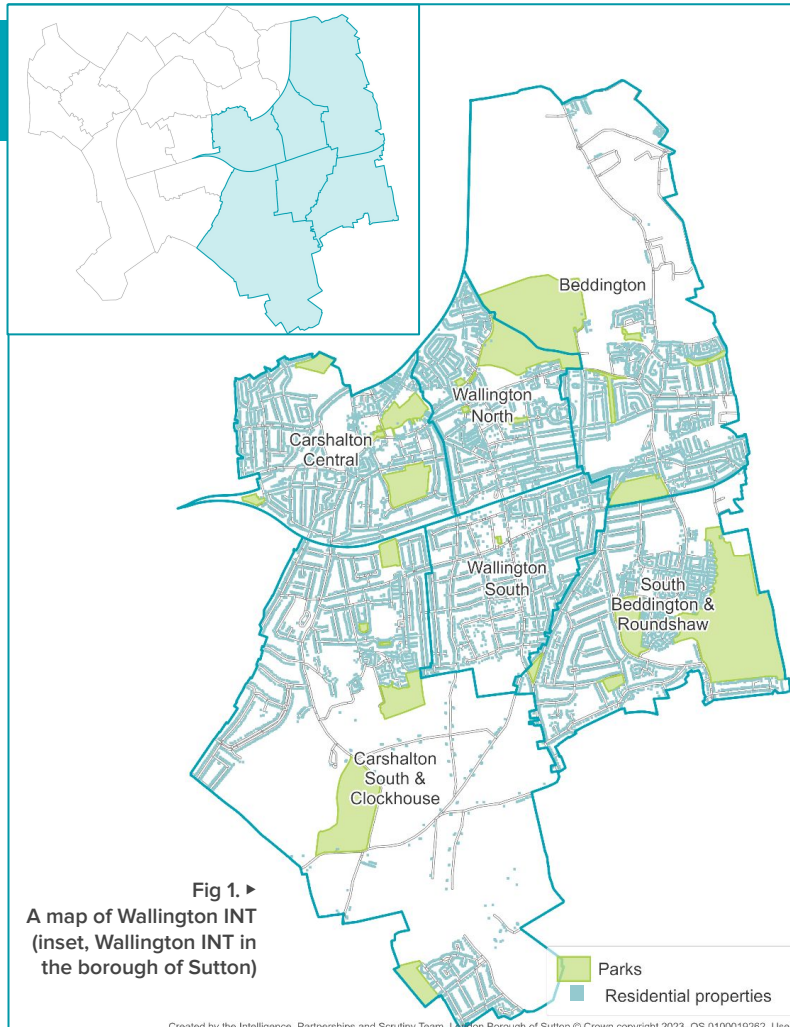 Beddington
Wallington
North
Carshalton
Central
Wallington
South
South
Beddington &
Roundshaw
Carshalton
South &
Clockhouse
Fig 1. ▸
A map of Wallington INT
(inset, Wallington INT in
the borough of Sutton)
Parks
Residential properties
Created by the Intelligence, Partnerships and Scrutiny Team, London Borough of Sutton © Crown copyright 2023. OS 0100019262. Use